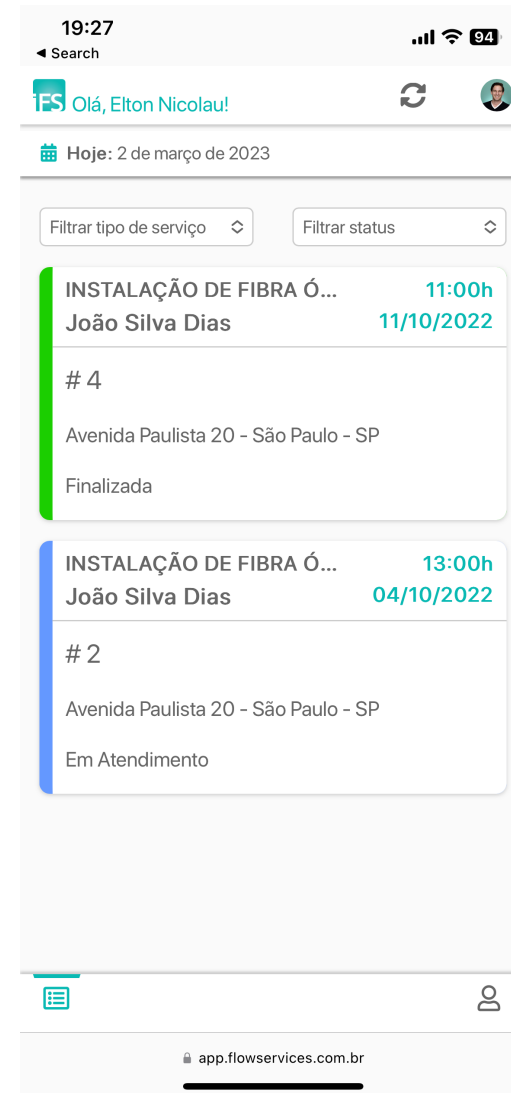 19:27
94
◀ Search
iFS Olá, Elton Nicolau!
Hoje: 2 de março de 2023
Filtrar tipo de serviço
Filtrar status
INSTALAÇÃO DE FIBRA Ó... 11:00h
João Silva Dias 11/10/2022
# 4
Avenida Paulista 20 - São Paulo - SP
Finalizada
INSTALAÇÃO DE FIBRA Ó... 13:00h
João Silva Dias 04/10/2022
# 2
Avenida Paulista 20 - São Paulo - SP
Em Atendimento
app.flowservices.com.br